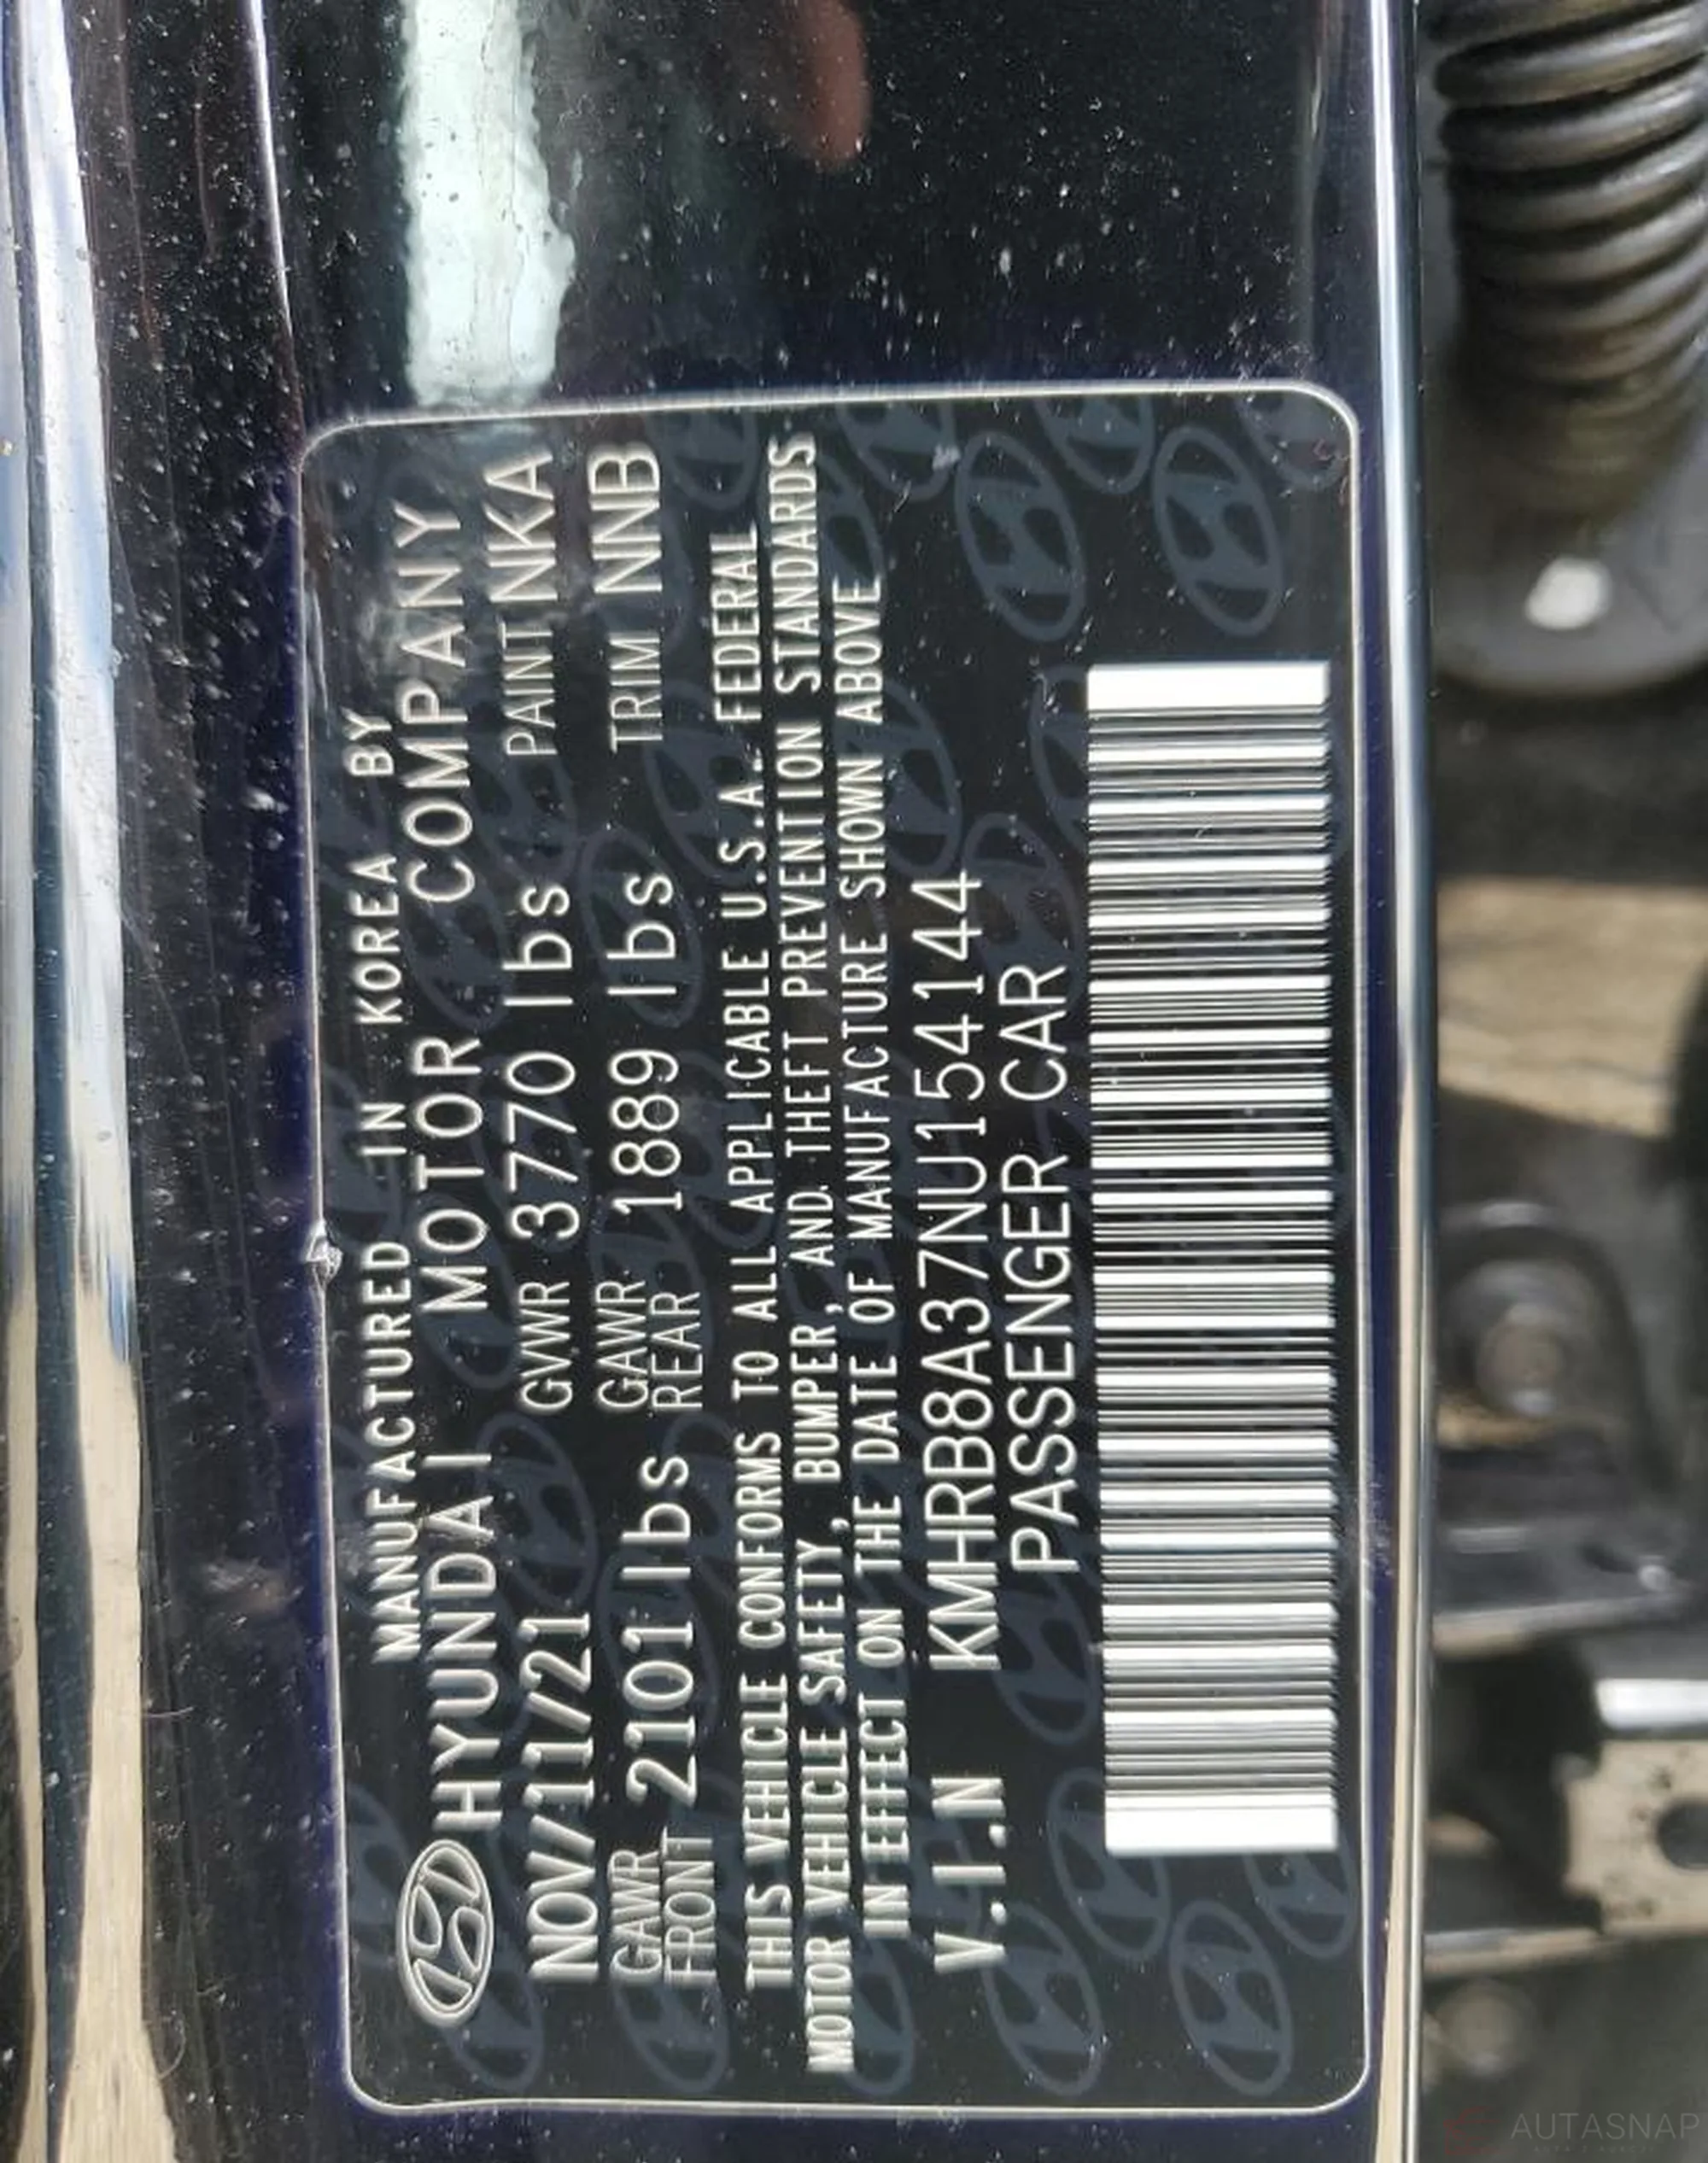 MANUFACTURED IN KOREA BY
HYUNDAI MOTOR COMPANY
NOV/11/21 GVWR 3770 lbs PAINT NKA
GAWR FRONT 2101 lbs GAWR REAR 1889 lbs TRIM NNB
THIS VEHICLE CONFORMS TO ALL APPLICABLE U.S.A. FEDERAL
MOTOR VEHICLE SAFETY, BUMPER, AND THEFT PREVENTION STANDARDS
IN EFFECT ON THE DATE OF MANUFACTURE SHOWN ABOVE
V.I.N KMHRB8A37NU154144
PASSENGER CAR
AUTASNAP